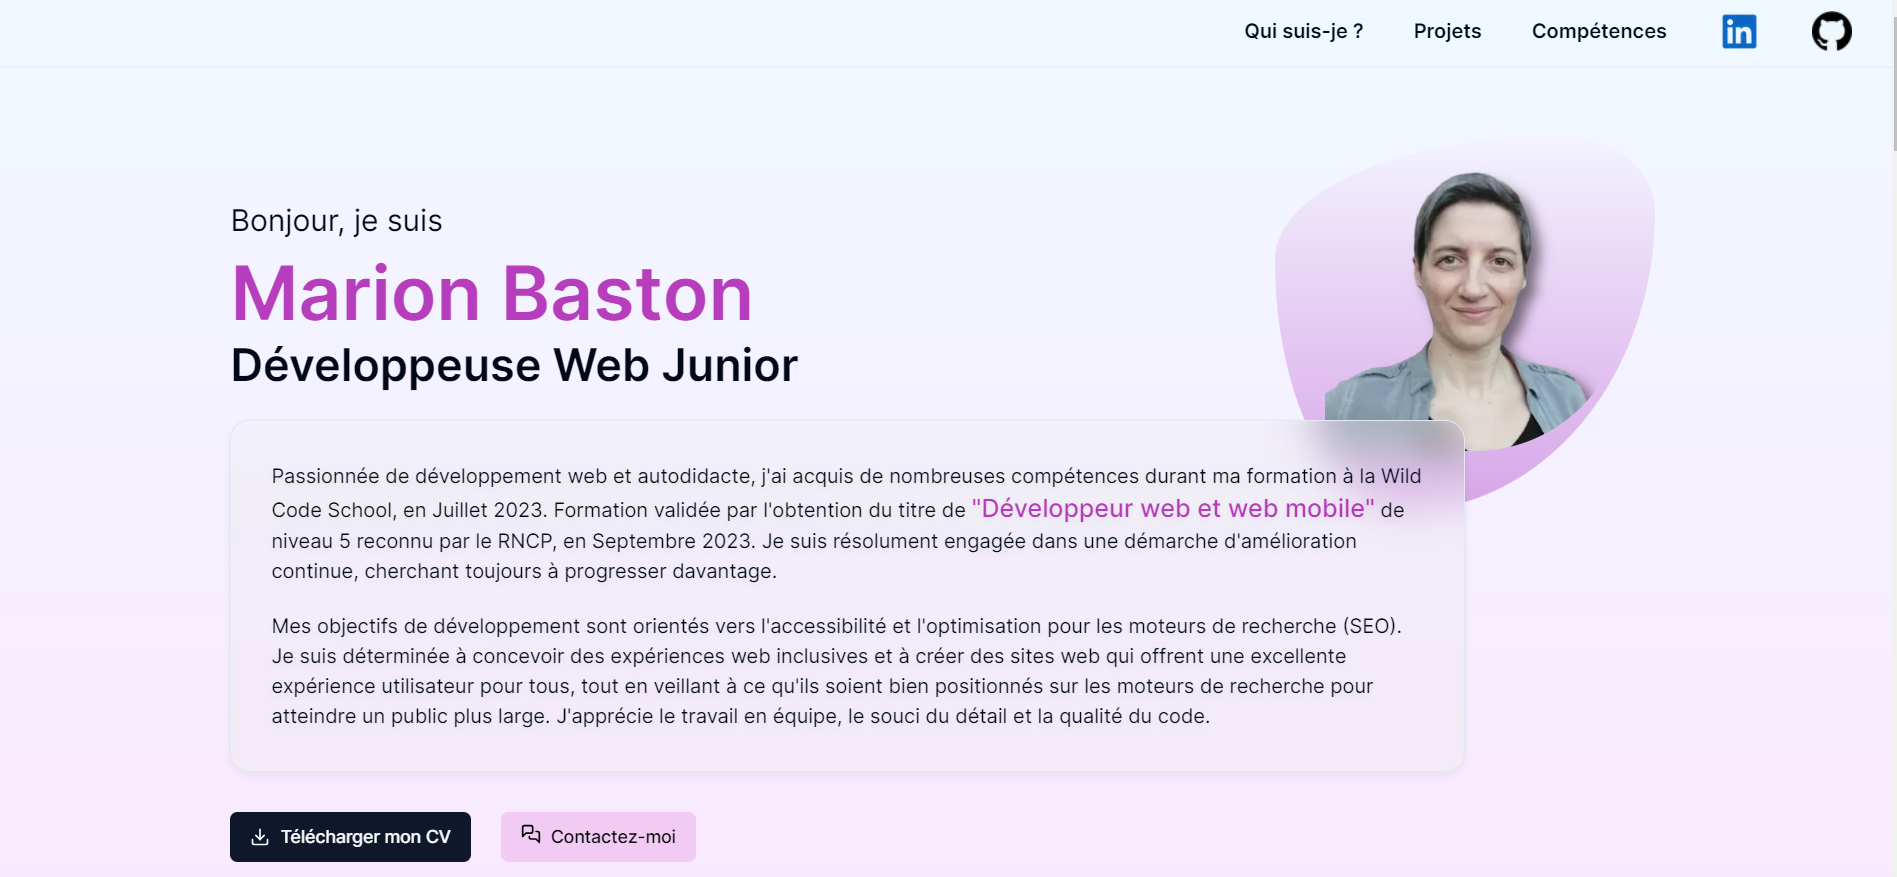 Qui suis-je ? Projets Compétences in
Bonjour, je suis
Marion Baston
Développeuse Web Junior
Passionnée de développement web et autodidacte, j'ai acquis de nombreuses compétences durant ma formation à la Wild
Code School, en Juillet 2023. Formation validée par l'obtention du titre de "Développeur web et web mobile" de
niveau 5 reconnu par le RNCP, en Septembre 2023. Je suis résolument engagée dans une démarche d'amélioration
continue, cherchant toujours à progresser davantage.
Mes objectifs de développement sont orientés vers l'accessibilité et l'optimisation pour les moteurs de recherche (SEO).
Je suis déterminée à concevoir des expériences web inclusives et à créer des sites web qui offrent une excellente
expérience utilisateur pour tous, tout en veillant à ce qu'ils soient bien positionnés sur les moteurs de recherche pour
atteindre un public plus large. J'apprécie le travail en équipe, le souci du détail et la qualité du code.
Télécharger mon CV Contactez-moi